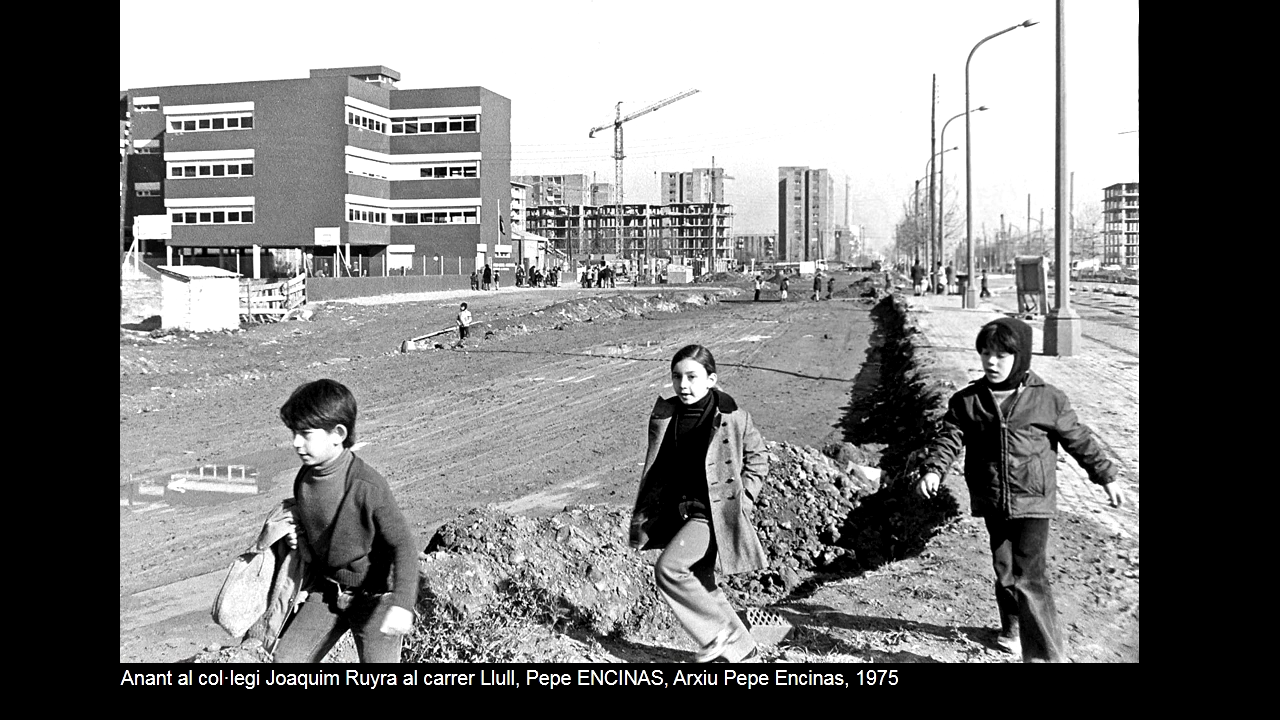 Anant al col·legi Joaquim Ruyra al carrer Llull, Pepe ENCINAS, Arxiu Pepe Encinas, 1975